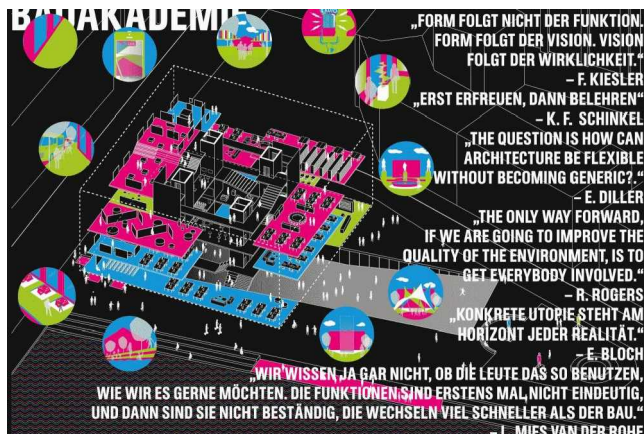 BAUAKADEMIE
„FORM FOLGT NICHT DER FUNKTION.
FORM FOLGT DER VISION. VISION
FOLGT DER WIRKLICHKEIT.“
– F. KIESLER
„ERST ERFREUEN, DANN BELEHREN“
– K. F. SCHINKEL
„THE QUESTION IS HOW CAN
ARCHITECTURE BE FLEXIBLE
WITHOUT BECOMING GENERIC?.“
– E. DILLER
„THE ONLY WAY FORWARD,
IF WE ARE GOING TO IMPROVE THE
QUALITY OF THE ENVIRONMENT, IS TO
GET EVERYBODY INVOLVED.“
– R. ROGERS
„KONKRETE UTOPIE STEHT AM
HORIZONT JEDER REALITÄT.“
– E. BLOCH
„WIR WISSEN JA GAR NICHT, OB DIE LEUTE DAS SO BENUTZEN,
WIE WIR ES GERNE MÖCHTEN. DIE FUNKTIONEN SIND ERSTENS MAL NICHT EINDEUTIG,
UND DANN SIND SIE NICHT BESTÄNDIG, DIE WECHSELN VIEL SCHNELLER ALS DER BAU.“
– L. MIES VAN DER ROHE